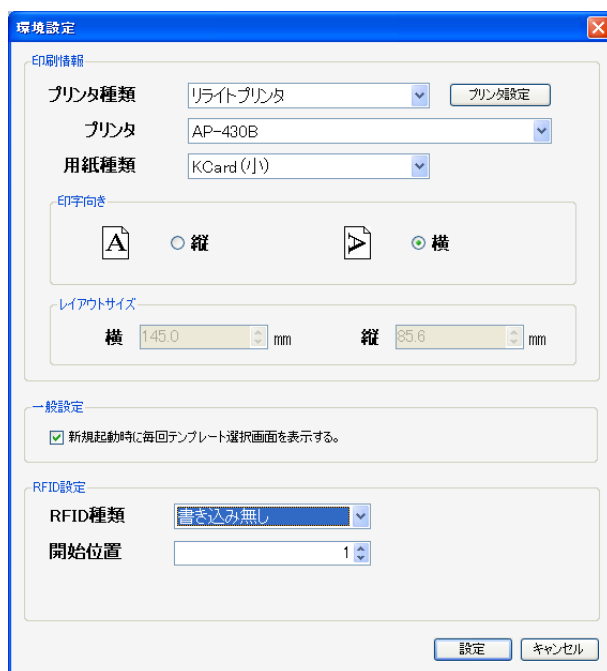 環境設定
印刷情報
プリンタ種類 リライトプリンタ プリンタ設定
プリンタ AP-430B
用紙種類 KCard(小)
印字向き
A 縦 A 横
レイアウトサイズ
横 145.0 mm 縦 85.6 mm
一般設定
新規起動時に毎回テンプレート選択画面を表示する。
RFID設定
RFID種類 書き込み無し
開始位置 1
設定 キャンセル